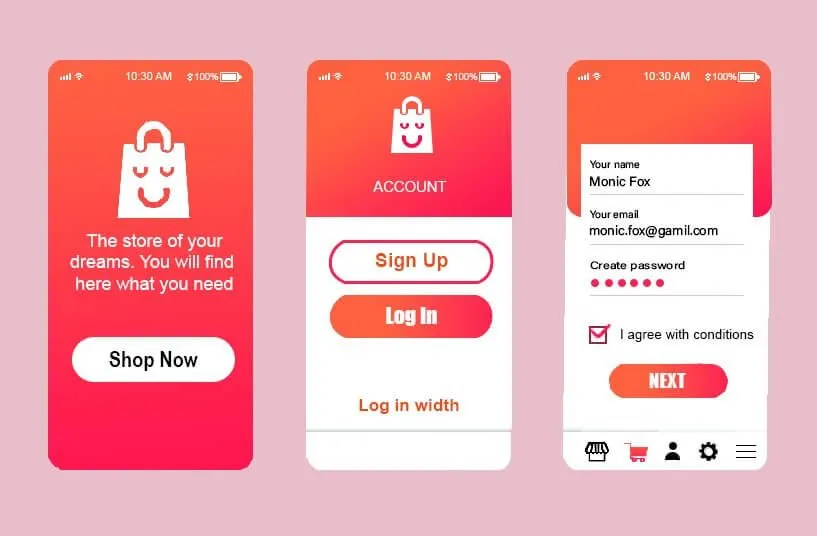 10:30 AM
100%
The store of your
dreams. You will find
here what you need
Shop Now
10:30 AM
100%
ACCOUNT
Sign Up
Log In
Log in width
10:30 AM
100%
Your name
Monic Fox
Your email
monic.fox@gamil.com
Create password
I agree with conditions
NEXT